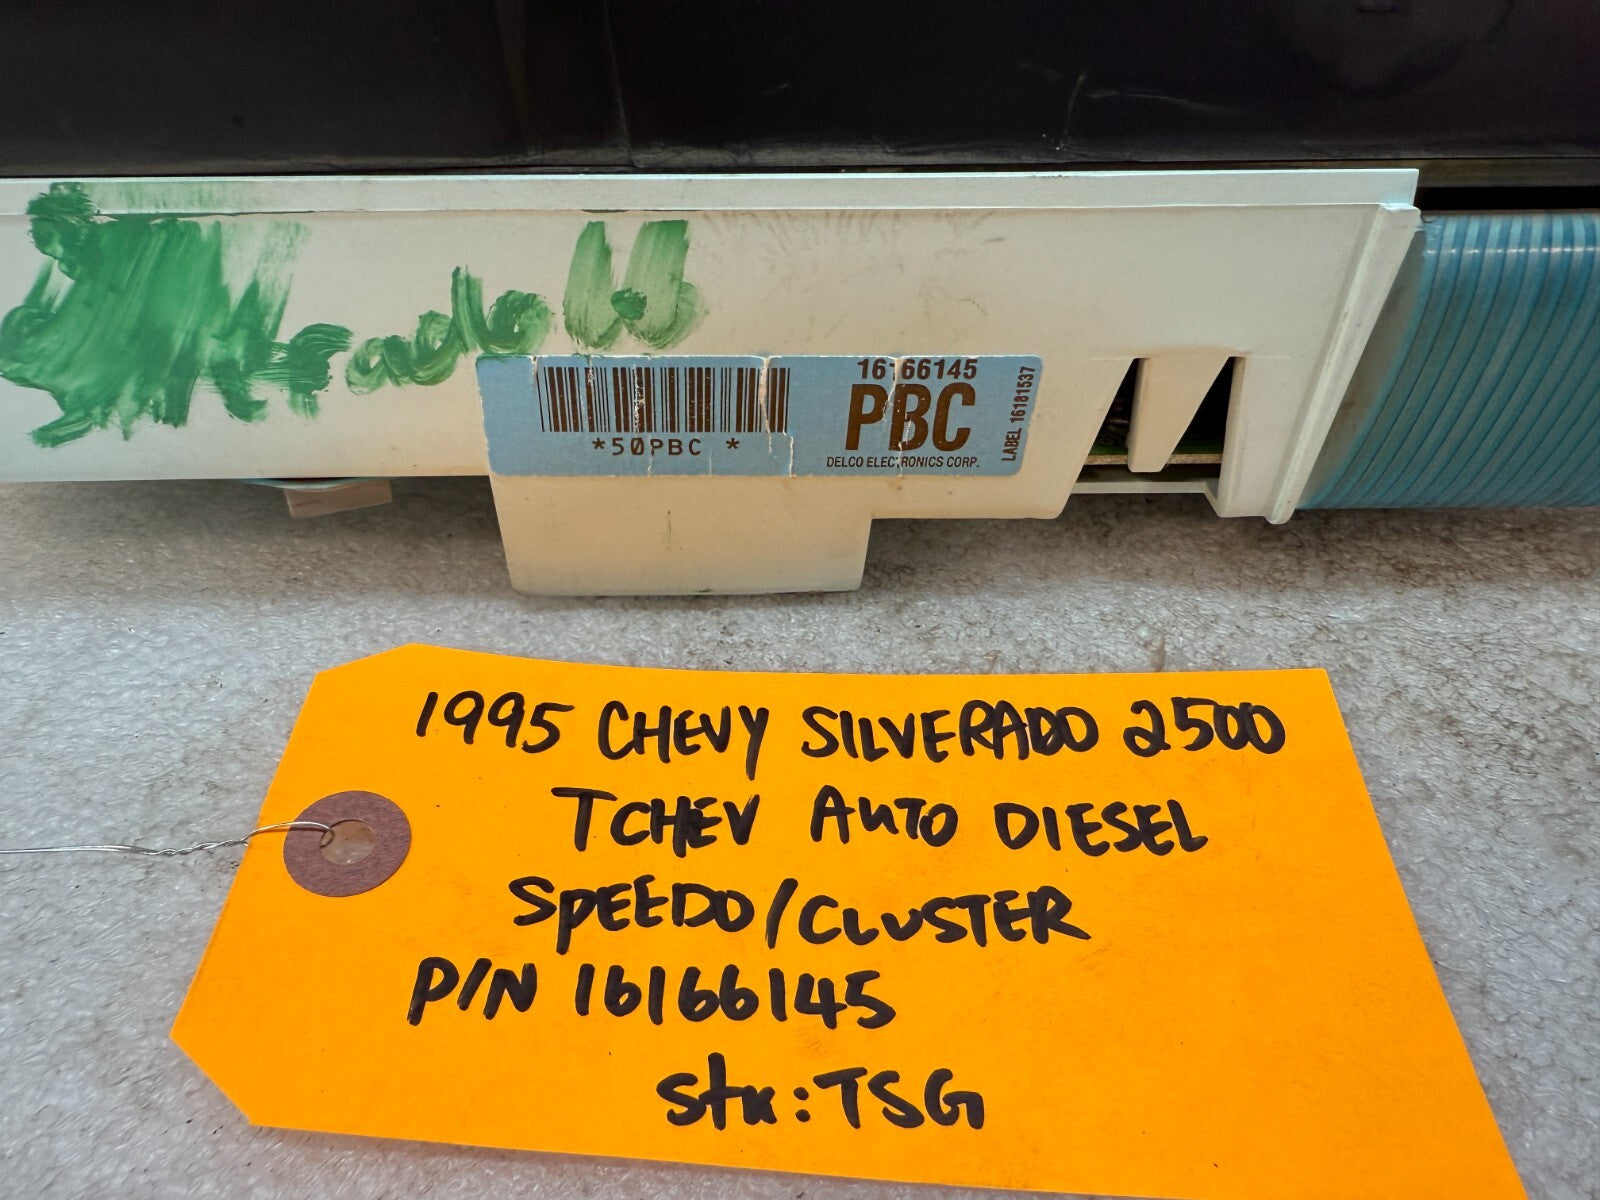 16166145
PBC
*50PBC *
DELCO ELECTRONICS CORP.
LABEL 16181537
1995 CHEVY SILVERADO 2500
TCHEV AUTO DIESEL
SPEEDO/CLUSTER
P/N 16166145
Stk:TSG